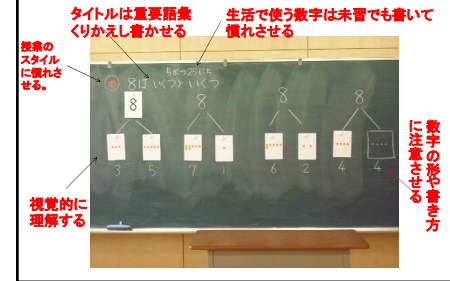 タイトルは重要語彙
くりかえし書かせる
生活で使う数字は未習でも書いて
慣れさせる
授業の
スタイル
に慣れさ
せる。
5がつ25にち
8は いくつと いくつ
8
8
8
8
3
5
7
1
6
2
4
4
視覚的に
理解する
数字の形や書き方
に注意させる